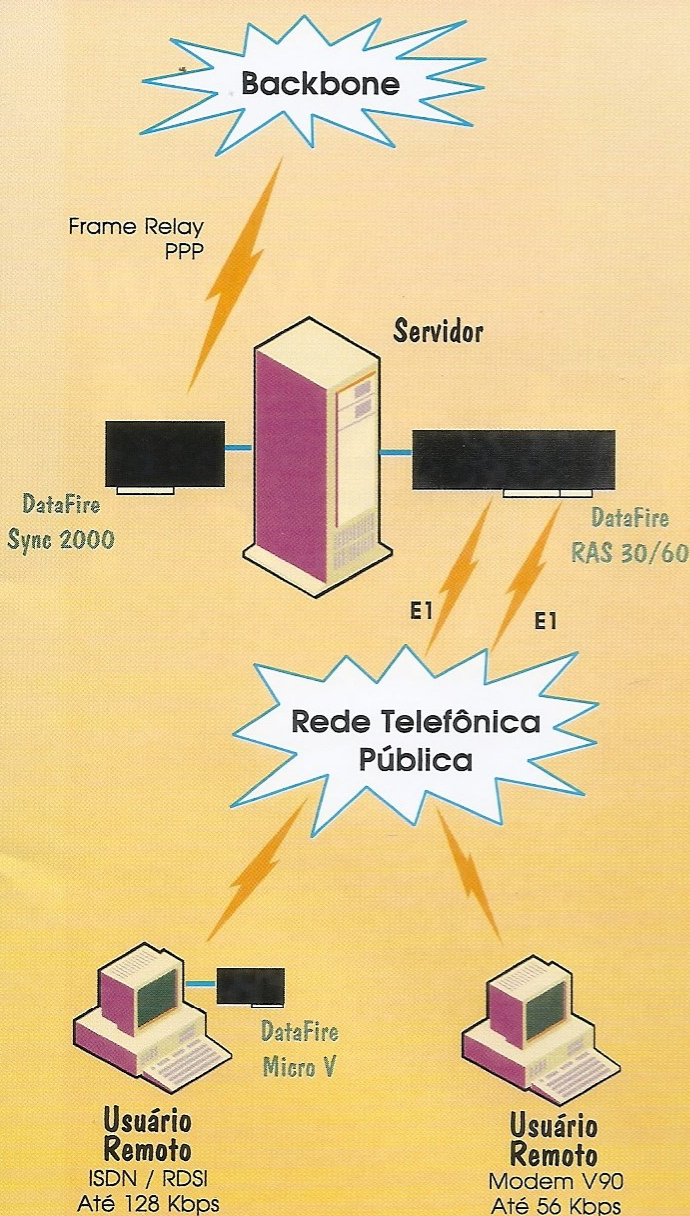 Backbone
Frame Relay
PPP
Servidor
DataFire
Sync 2000
DataFire
RAS 30/60
E1
E1
Rede Telefônica
Pública
DataFire
Micro V
Usuário
Remoto
ISDN / RDSI
Até 128 Kbps
Usuário
Remoto
Modem V90
Até 56 Kbps